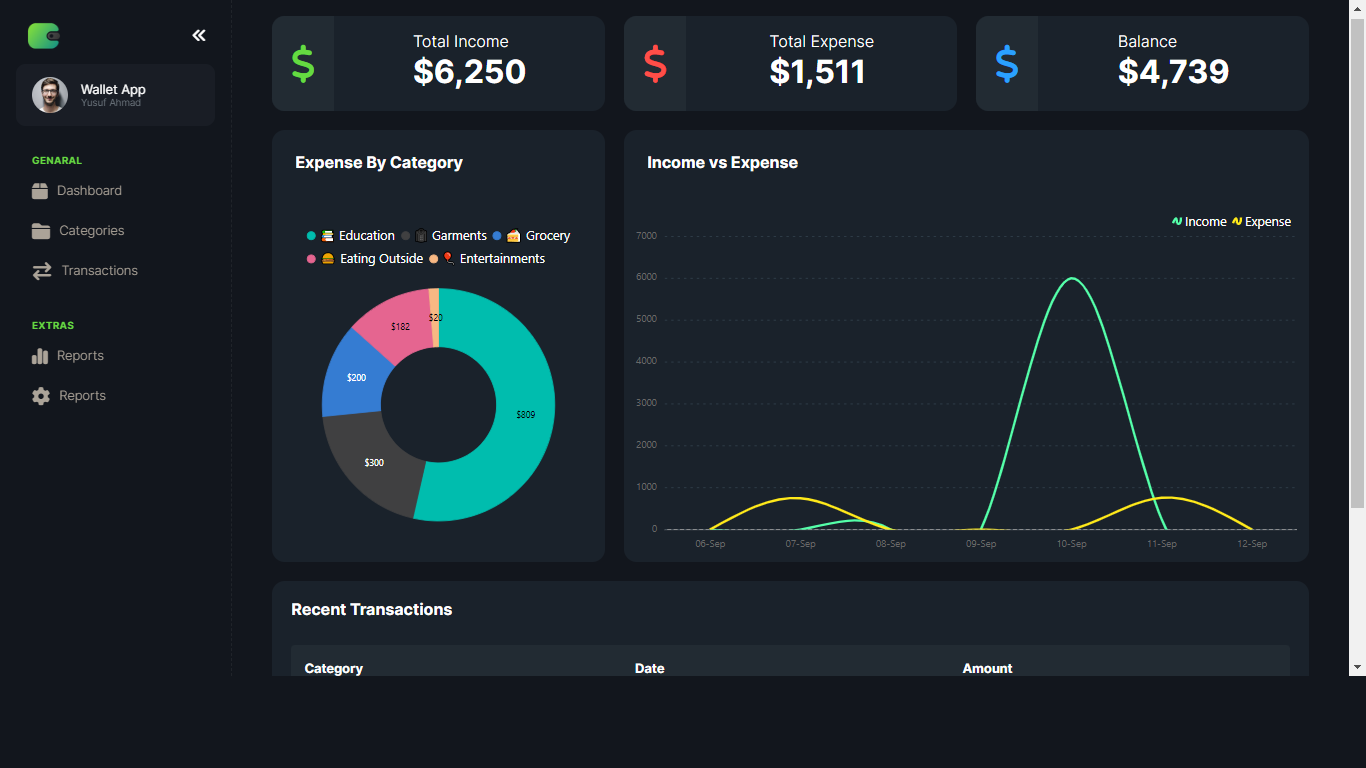 Total Income
$6,250
Total Expense
$1,511
Balance
$4,739
Wallet App
Yusuf Ahmad
GENARAL
Dashboard
Categories
Transactions
EXTRAS
Reports
Reports
Expense By Category
Education Garments Grocery
Eating Outside Entertainments
$20
$182
$200
$809
$300
Income vs Expense
Income Expense
7000
6000
5000
4000
3000
2000
1000
0
06-Sep 07-Sep 08-Sep 09-Sep 10-Sep 11-Sep 12-Sep
Recent Transactions
Category Date Amount